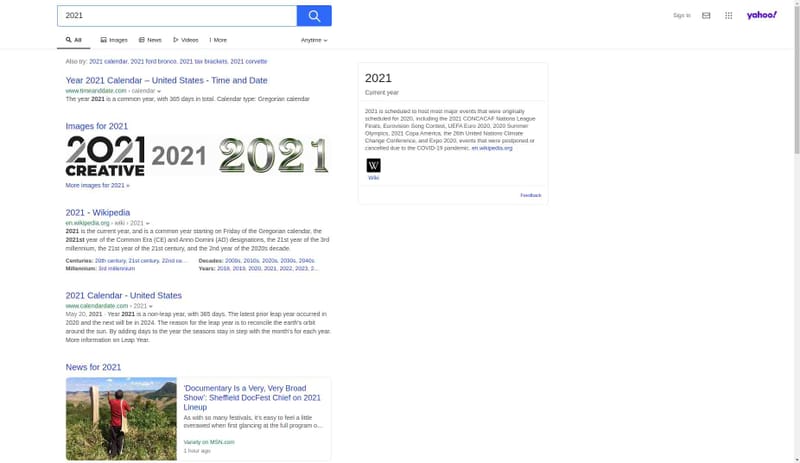 2021
Sign In
yahoo!
All
Images
News
Videos
More
Anytime
Also try: 2021 calendar, 2021 ford bronco, 2021 tax brackets, 2021 corvette
Year 2021 Calendar – United States - Time and Date
www.timeanddate.com › calendar
The year 2021 is a common year, with 365 days in total. Calendar type: Gregorian calendar
Images for 2021
2021
CREATIVE
2021
2021
More images for 2021 »
2021 - Wikipedia
en.wikipedia.org › wiki › 2021
2021 is the current year, and is a common year starting on Friday of the Gregorian calendar, the
2021st year of the Common Era (CE) and Anno Domini (AD) designations, the 21st year of the 3rd
millennium, the 21st year of the 21st century, and the 2nd year of the 2020s decade.
Centuries: 20th century, 21st century, 22nd ce...
Decades: 2000s, 2010s, 2020s, 2030s, 2040s.
Millennium: 3rd millennium
Years: 2018, 2019, 2020, 2021, 2022, 2023, 2...
2021 Calendar - United States
www.calendardate.com › 2021
May 20, 2021 · Year 2021 is a non-leap year, with 365 days. The latest prior leap year occurred in
2020 and the next will be in 2024. The reason for the leap year is to reconcile the earth's orbit
around the sun. By adding days to the year the seasons stay in step with the month's for each year.
More information on Leap Year.
News for 2021
'Documentary Is a Very, Very Broad
Show': Sheffield DocFest Chief on 2021
Lineup
As with so many festivals, it's easy to feel a little
overawed when first glancing at the full program o...
Variety on MSN.com
1 hour ago
2021
Current year
2021 is scheduled to host most major events that were originally
scheduled for 2020, including the 2021 CONCACAF Nations League
Finals, Eurovision Song Contest, UEFA Euro 2020, 2020 Summer
Olympics, 2021 Copa America, the 26th United Nations Climate
Change Conference, and Expo 2020, events that were postponed or
cancelled due to the COVID-19 pandemic. en.wikipedia.org
W
Wiki
Feedback